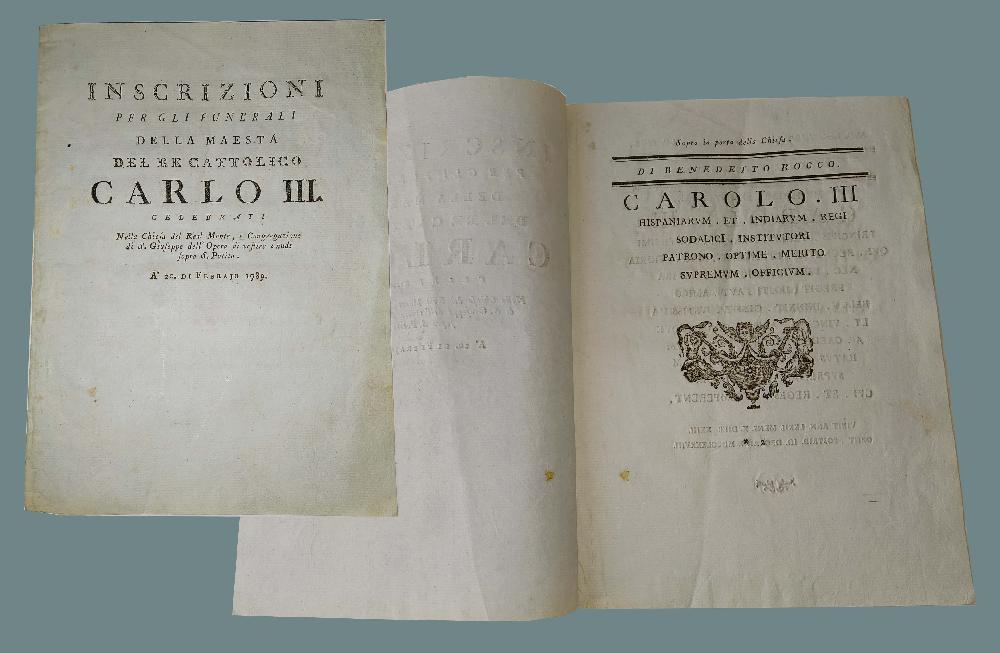 INSCRIZIONI
PER GLI FUNERALI
DELLA MAESTÀ
DEL RE CATTOLICO
CARLO III.
CELEBRATI
Nella Chiesa del Real Monte, e Congregazione
di S. Giuseppe dell' Opera di vestire i nudi
sopra S. Potito.
A' 20. DI FEBRAJO 1789.
Sopra la porta della Chiesa.
DI BENEDETTO ROCCO.
CAROLO . III
HISPANIARVM . ET . INDIARVM . REGI
SODALICI . INSTITVTORI
PATRONO . OPTIME . MERITO
SVPREMVM . OFFICIVM .
* 2